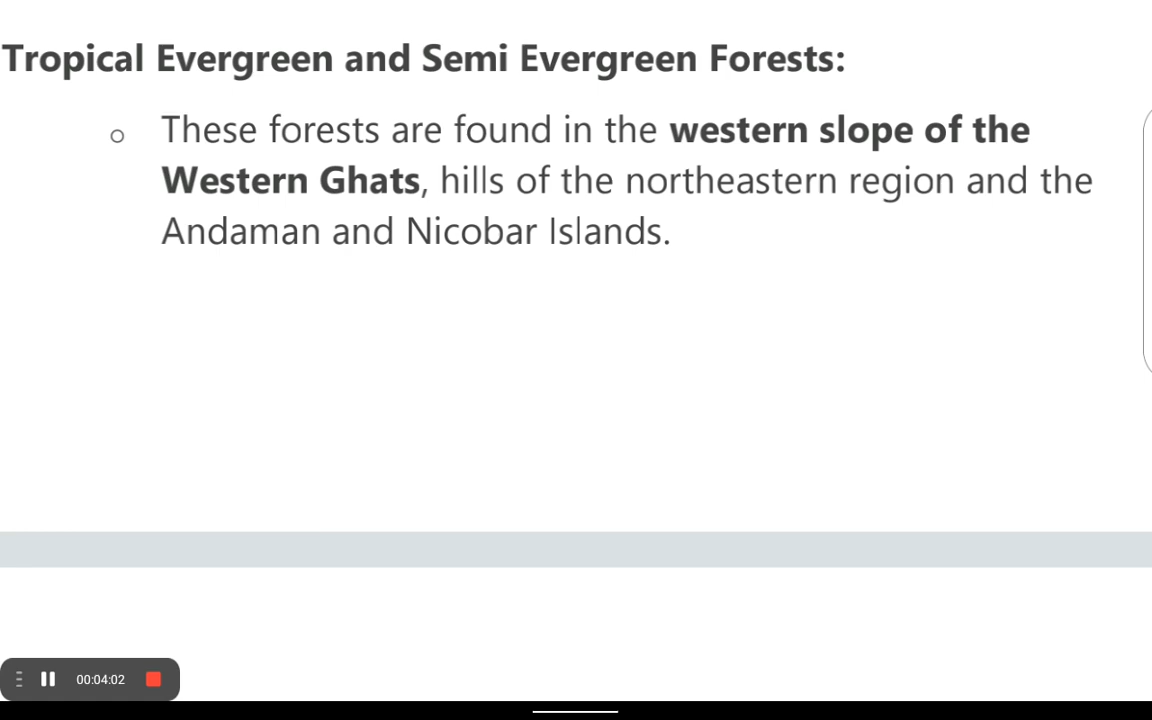 Tropical Evergreen and Semi Evergreen Forests:
o These forests are found in the western slope of the
Western Ghats, hills of the northeastern region and the
Andaman and Nicobar Islands.
00:04:02